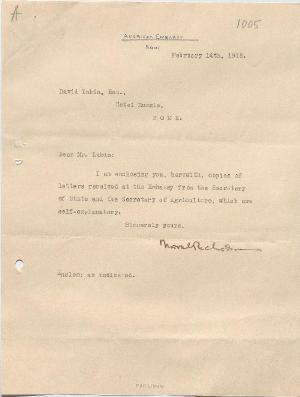 A
1005
AMERICAN EMBASSY
ROME
February 14th, 1918.
David Lubin, Esq.,
Hotel
ROME.
Dear Mr. Lubin:
I am enclosing you, herewith, copies of
letters received at the Embassy from the Secretary
of State and the Secretary of Agriculture, which are
self-explanatory.
Sincerely yours,
Enclos: as indicated.